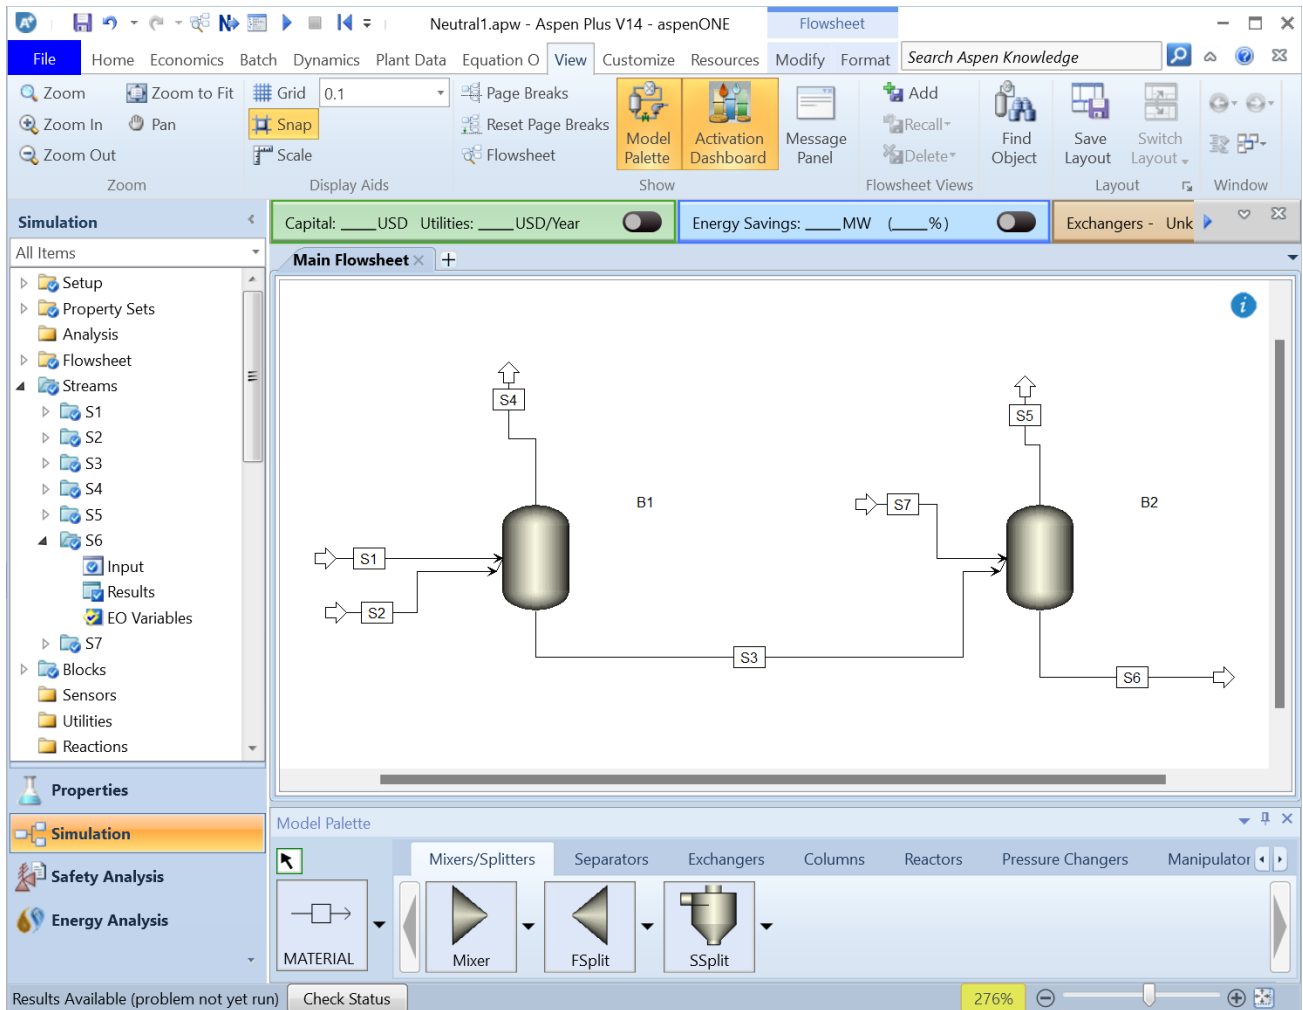 Neutral1.apw - Aspen Plus V14 - aspenONE
Flowsheet
File Home Economics Batch Dynamics Plant Data Equation O View Customize Resources Modify Format Search Aspen Knowledge
Zoom Zoom to Fit Grid 0.1 Page Breaks Add
Zoom In Pan Snap Reset Page Breaks Recall
Zoom Out Scale Flowsheet Delete
Model Palette
Activation Dashboard
Message Panel
Find Object
Save Layout
Switch Layout
Zoom Display Aids Show Flowsheet Views Layout Window
Simulation
Capital: ____USD Utilities: ____USD/Year
Energy Savings: ____MW (____%)
Exchangers - Unk
All Items
Main Flowsheet
Setup
Property Sets
Analysis
Flowsheet
Streams
S1
S2
S3
S4
S5
S6
Input
Results
EO Variables
S7
Blocks
Sensors
Utilities
Reactions
Properties
Simulation
Safety Analysis
Energy Analysis
S4
S5
B1
S7
B2
S1
S2
S3
S6
Model Palette
Mixers/Splitters Separators Exchangers Columns Reactors Pressure Changers Manipulator
MATERIAL Mixer FSplit SSplit
Results Available (problem not yet run) Check Status 276%